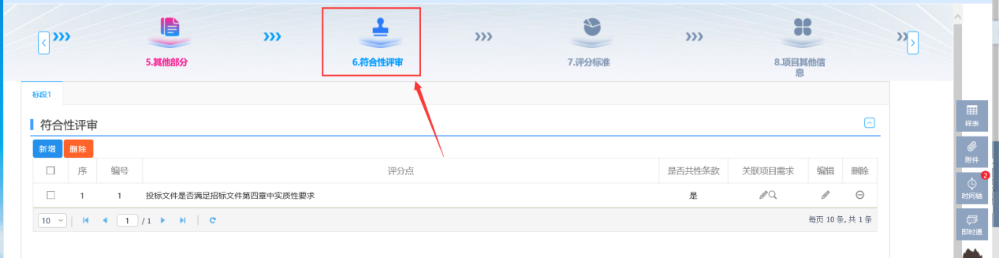 5.其他部分
6.符合性评审
7.评分标准
8.项目其他信
息
标段1
符合性评审
新增 删除
序 编号 评分点 是否共性条款 关联项目需求 编辑 删除
1 1 投标文件是否满足招标文件第四章中实质性要求 是
10 1 / 1 每页 10 条, 共 1 条
样表
附件
2
时间轴
即时通